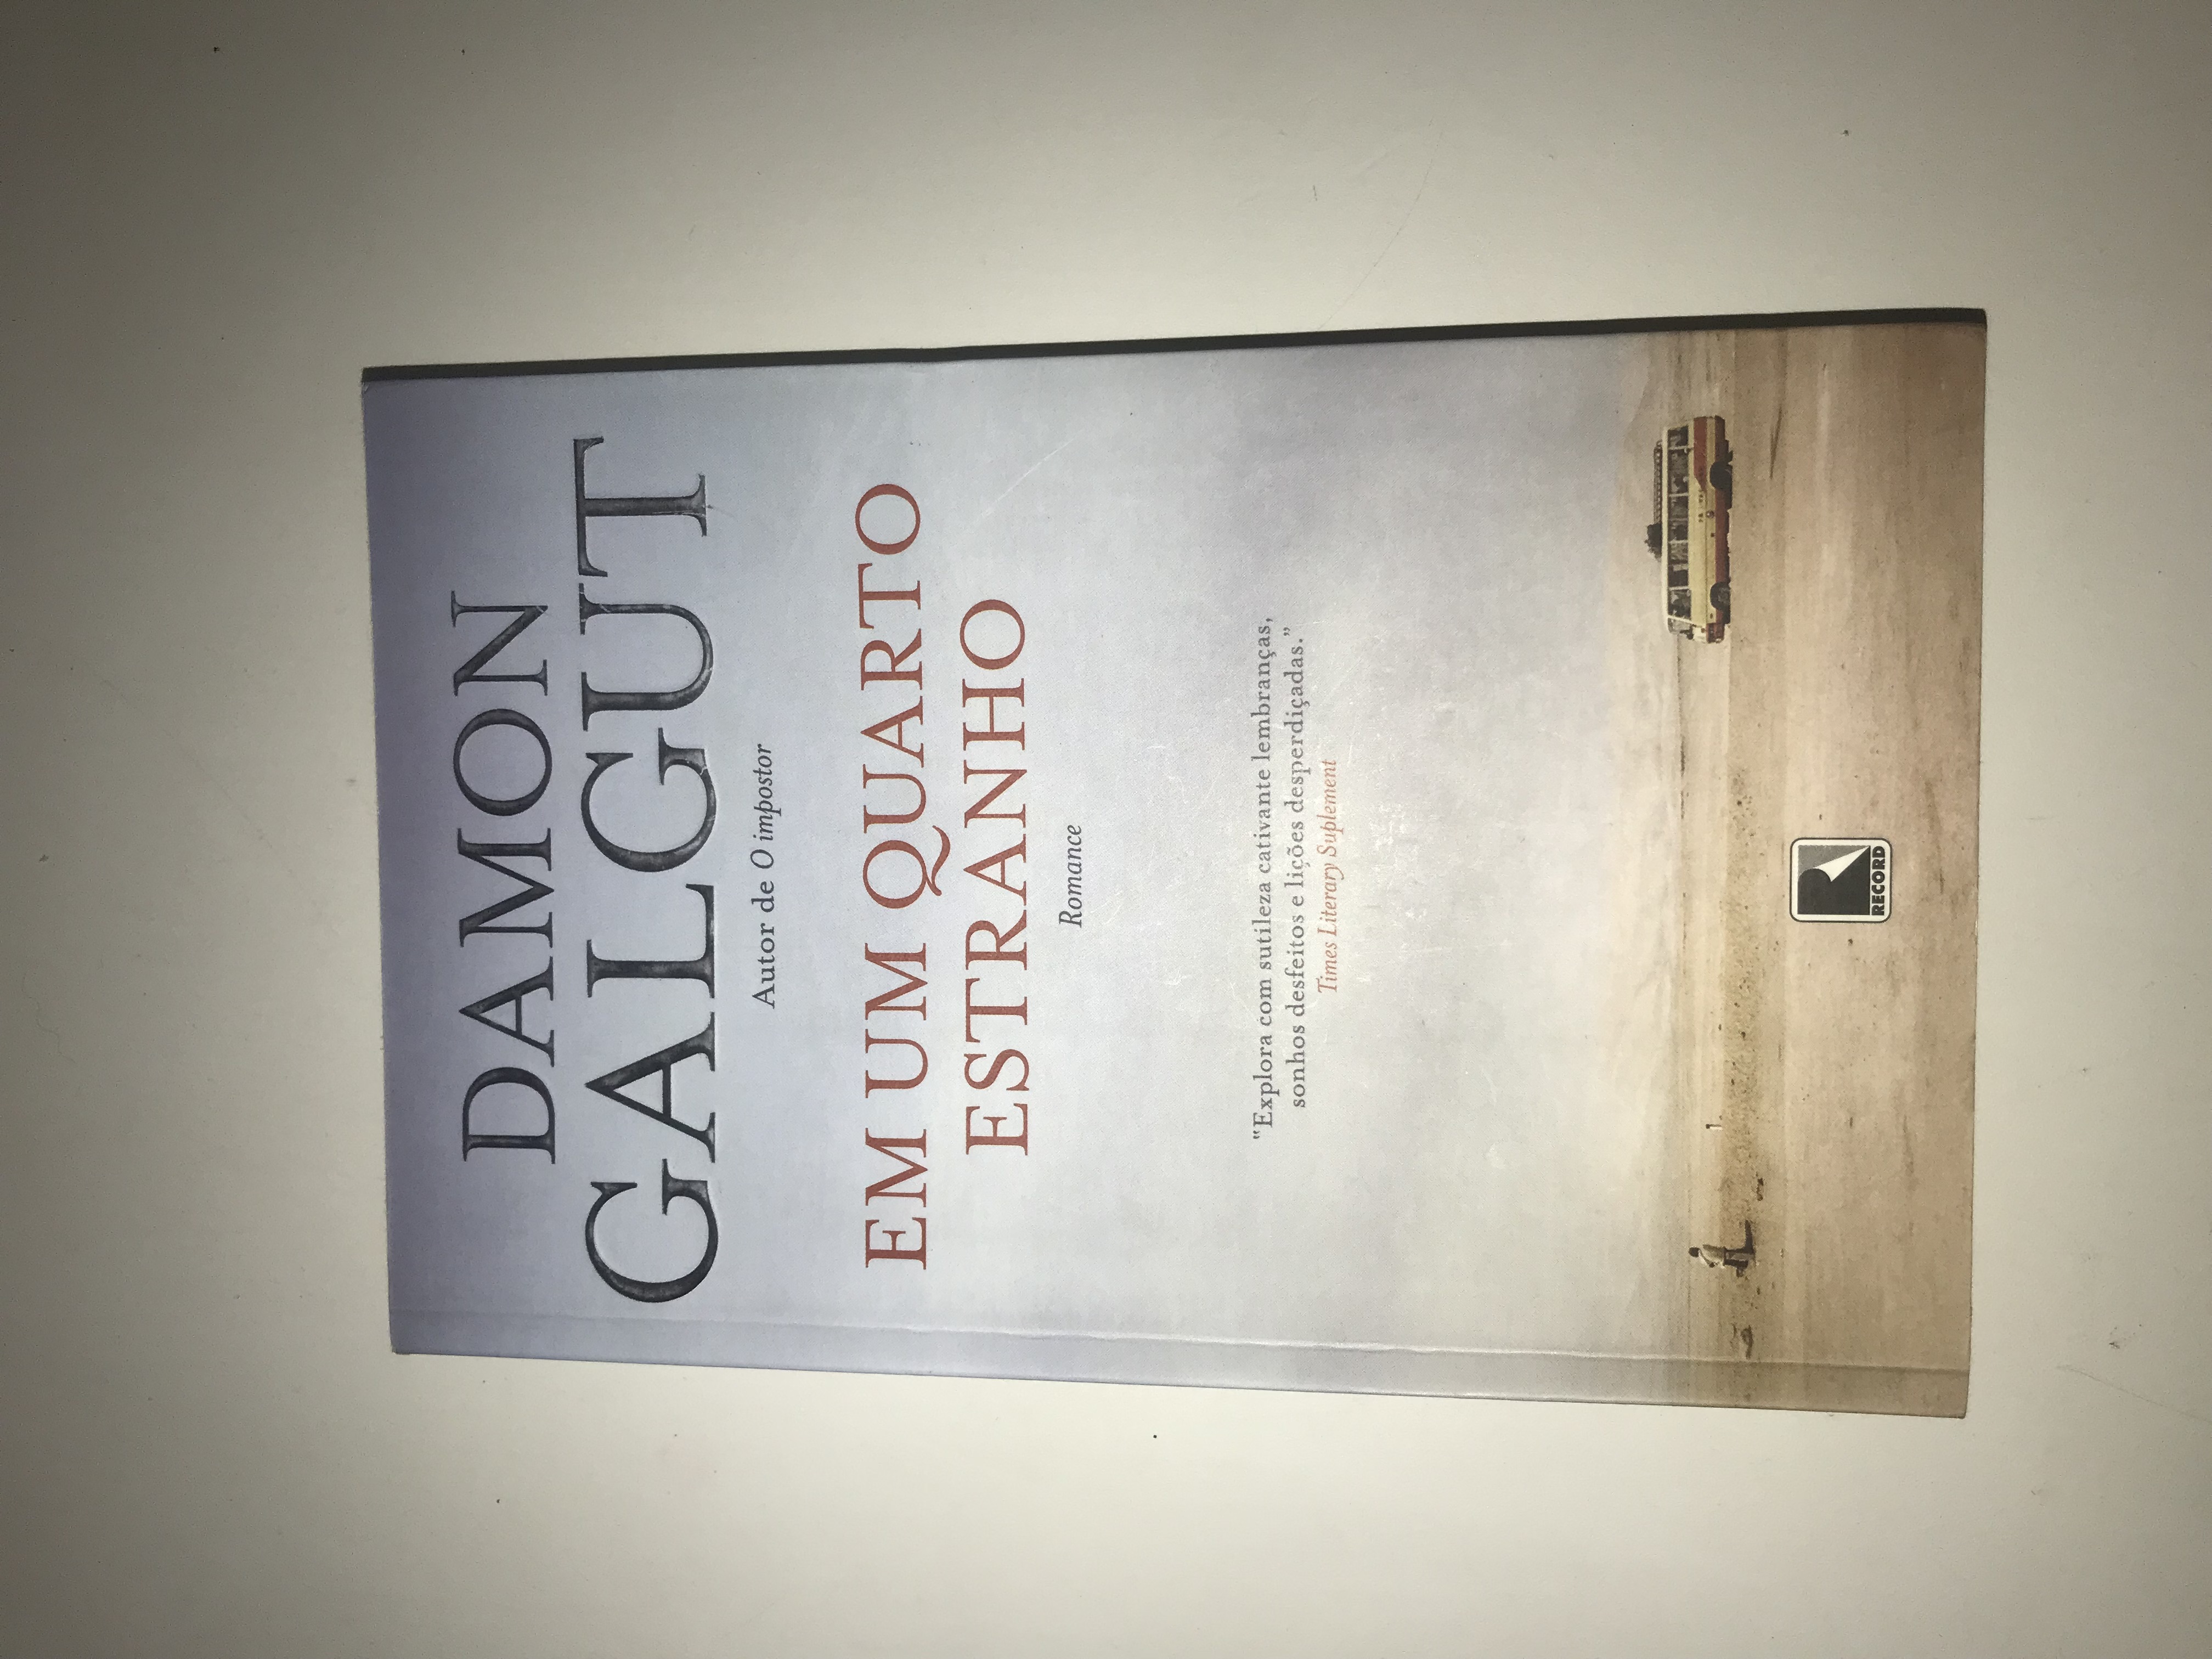 DAMON
GALGUT
Autor de O impostor
EM UM QUARTO
ESTRANHO
Romance
"Explora com sutileza cativante lembranças,
sonhos desfeitos e lições desperdiçadas."
Times Literary Suplement
R
RECORD